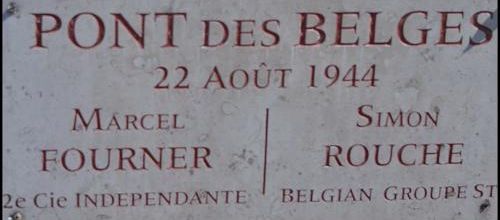 PONT DES BELGES
22 AOÛT 1944
MARCEL
FOURNER
2e Cie INDEPENDANTE
SIMON
ROUCHE
BELGIAN GROUPE ST